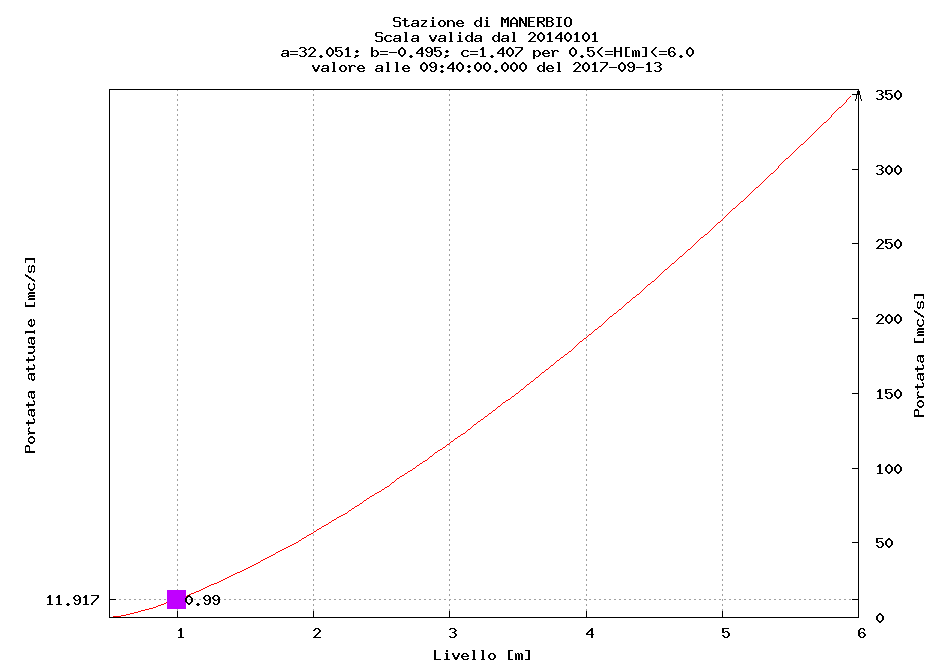 Stazione di MANERBIO
Scala valida dal 20140101
a=32.051; b=-0.495; c=1.407 per 0.5<=H[m]<=6.0
valore alle 09:40:00.000 del 2017-09-13
350
300
250
200
150
100
50
0
Portata attuale [mc/s]
Portata [mc/s]
11.917
0.99
1 2 3 4 5 6
Livello [m]